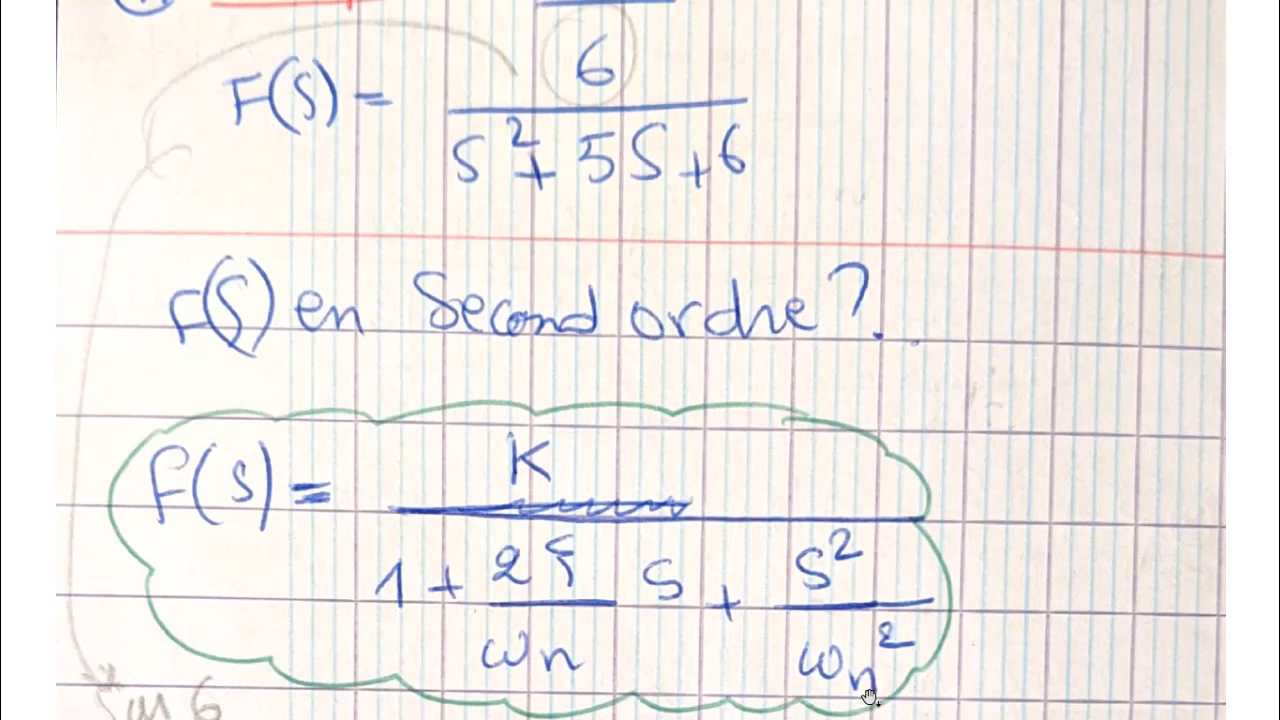 F(S) = 6 / (S² + 5S + 6)
F(S) en Second ordre ?..
F(s) = K / (1 + (2ξ/ωn) S + S²/ωn²)